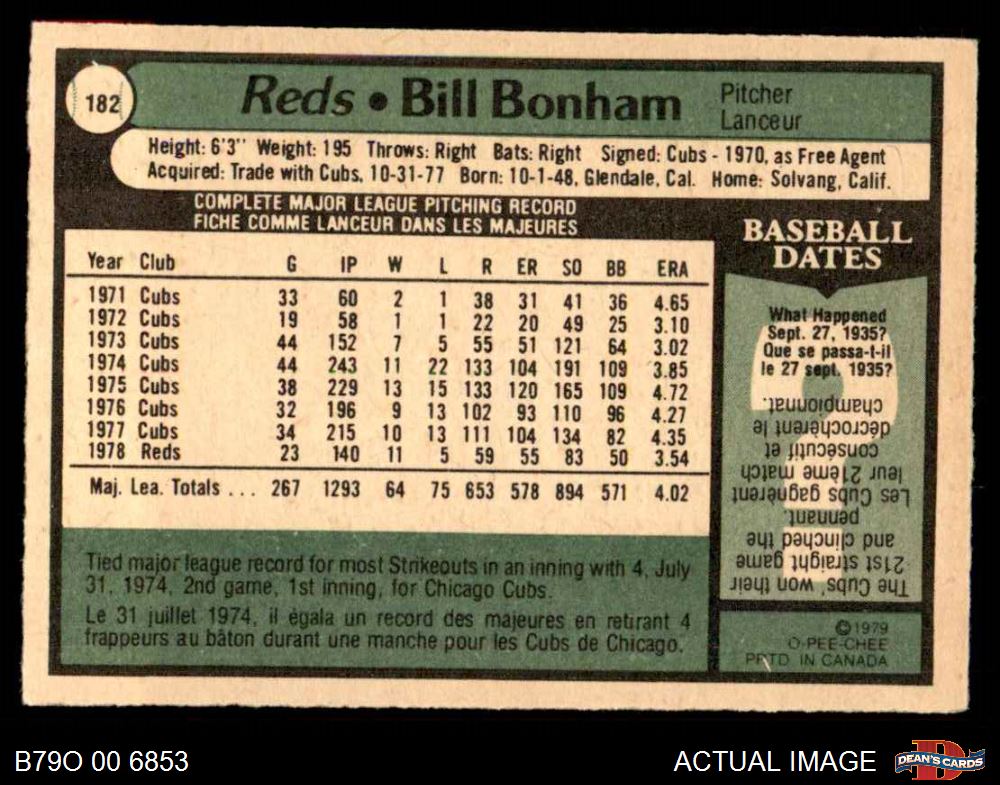 182
Reds • Bill Bonham
Pitcher
Lanceur
Height: 6'3" Weight: 195 Throws: Right Bats: Right Signed: Cubs - 1970, as Free Agent
Acquired: Trade with Cubs, 10-31-77 Born: 10-1-48, Glendale, Cal. Home: Solvang, Calif.
COMPLETE MAJOR LEAGUE PITCHING RECORD
FICHE COMME LANCEUR DANS LES MAJEURES
Year Club G IP W L R ER SO BB ERA
1971 Cubs 33 60 2 1 38 31 41 36 4.65
1972 Cubs 19 58 1 1 22 20 49 25 3.10
1973 Cubs 44 152 7 5 55 51 121 64 3.02
1974 Cubs 44 243 11 22 133 104 191 109 3.85
1975 Cubs 38 229 13 15 133 120 165 109 4.72
1976 Cubs 32 196 9 13 102 93 110 96 4.27
1977 Cubs 34 215 10 13 111 104 134 82 4.35
1978 Reds 23 140 11 5 59 55 83 50 3.54
Maj. Lea. Totals ... 267 1293 64 75 653 578 894 571 4.02
Tied major league record for most Strikeouts in an inning with 4, July
31, 1974, 2nd game, 1st inning, for Chicago Cubs.
Le 31 juillet 1974, il égala un record des majeures en retirant 4
frappeurs au bâton durant une manche pour les Cubs de Chicago.
BASEBALL
DATES
What Happened
Sept. 27, 1935?
Que se passa-t-il
le 27 sept. 1935?
The Cubs, won their
21st straight game
and clinched the
pennant.
Les Cubs gagnèrent
leur 21ème match
consécutif et
décrochèrent le
championnat.
©1979
O-PEE-CHEE
PRTD IN CANADA
B79O 00 6853
ACTUAL IMAGE
D
DEAN'S CARDS